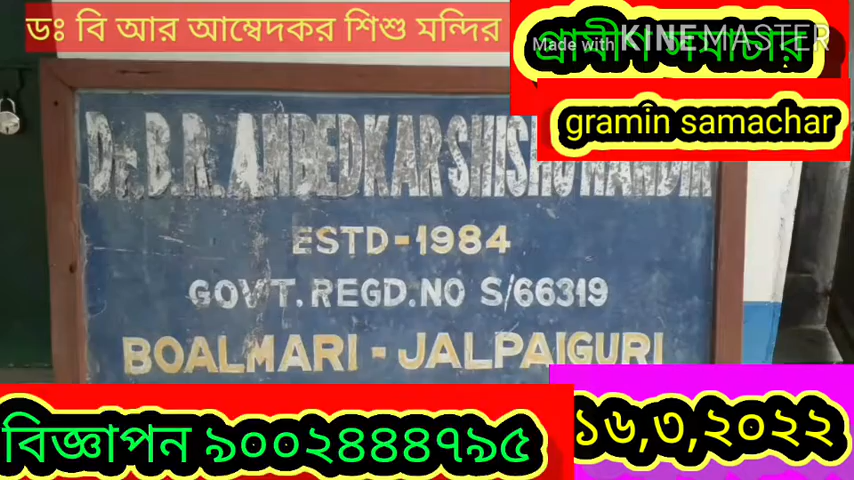 ডঃ বি আর আম্বেদকর শিশু মন্দির
গ্রামীণ সমাচার
Made with KINEMASTER
gramin samachar
DR. B.R. AMBEDKAR SHISHU MANDIR
ESTD-1984
GOVT. REGD. NO S/66319
BOALMARI - JALPAIGURI
বিজ্ঞাপন ৯০০২৪৪৪৭৯৫
১৬,৩,২০২২